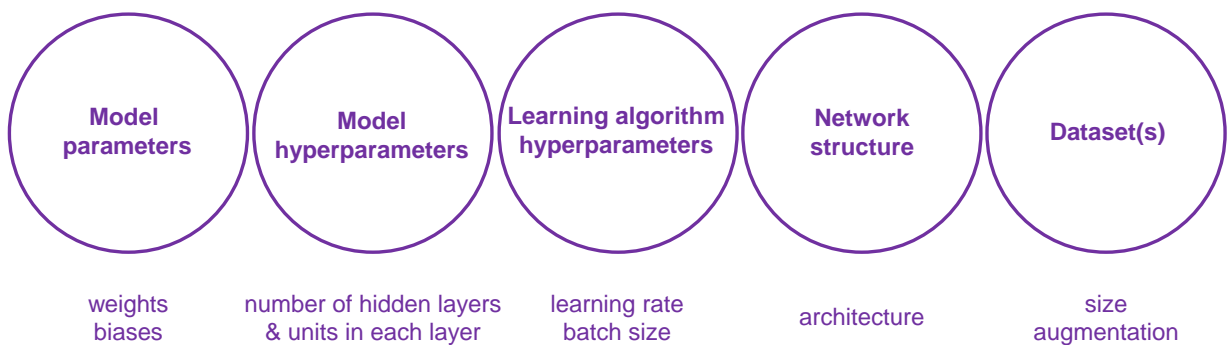 Model
parameters
Model
hyperparameters
Learning algorithm
hyperparameters
Network
structure
Dataset(s)
weights
biases
number of hidden layers
& units in each layer
learning rate
batch size
architecture
size
augmentation